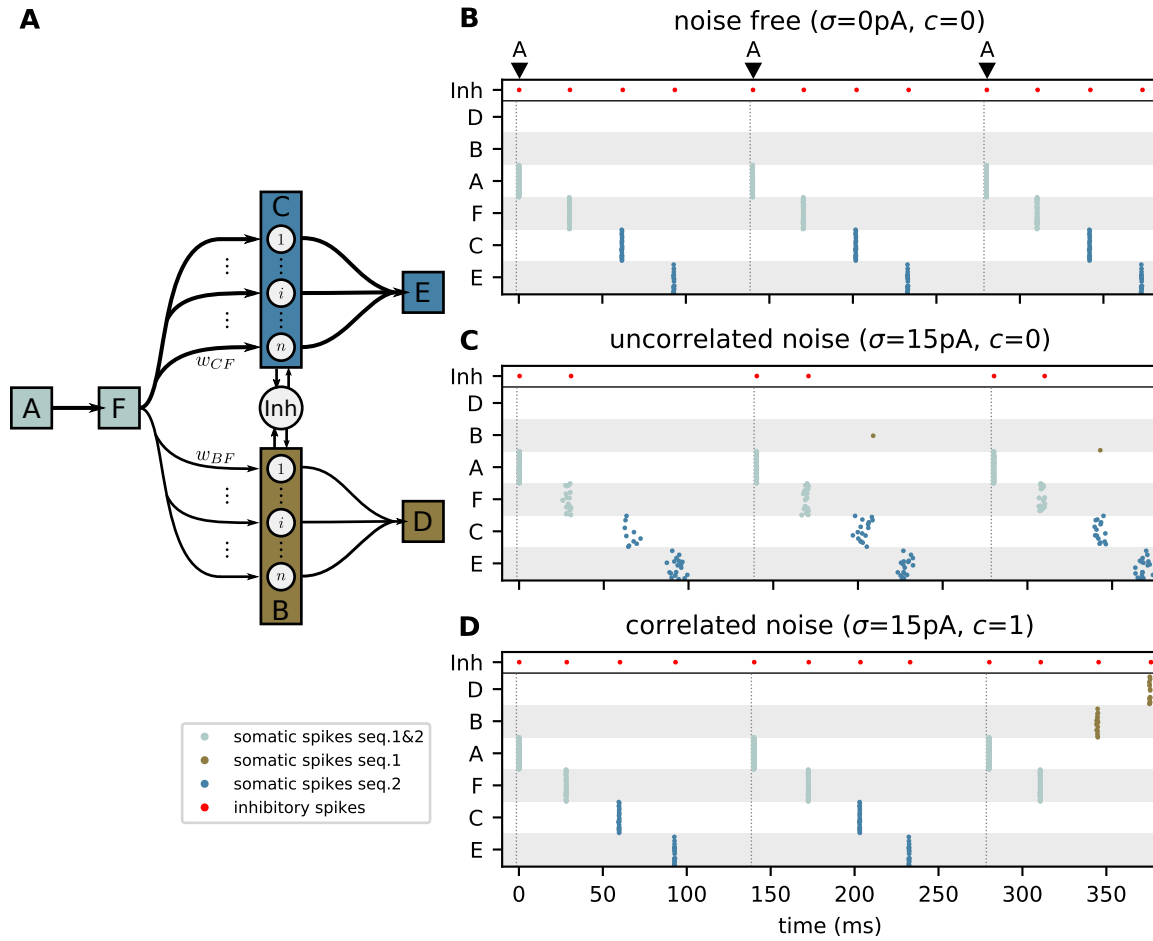 A
C
1
⋮
i
⋮
n
w_CF
E
A
F
Inh
w_BF
1
⋮
i
⋮
n
B
D
somatic spikes seq.1&2
somatic spikes seq.1
somatic spikes seq.2
inhibitory spikes
B
noise free (σ=0pA, c=0)
A A A
Inh
D
B
A
F
C
E
C
uncorrelated noise (σ=15pA, c=0)
Inh
D
B
A
F
C
E
D
correlated noise (σ=15pA, c=1)
Inh
D
B
A
F
C
E
0 50 100 150 200 250 300 350
time (ms)